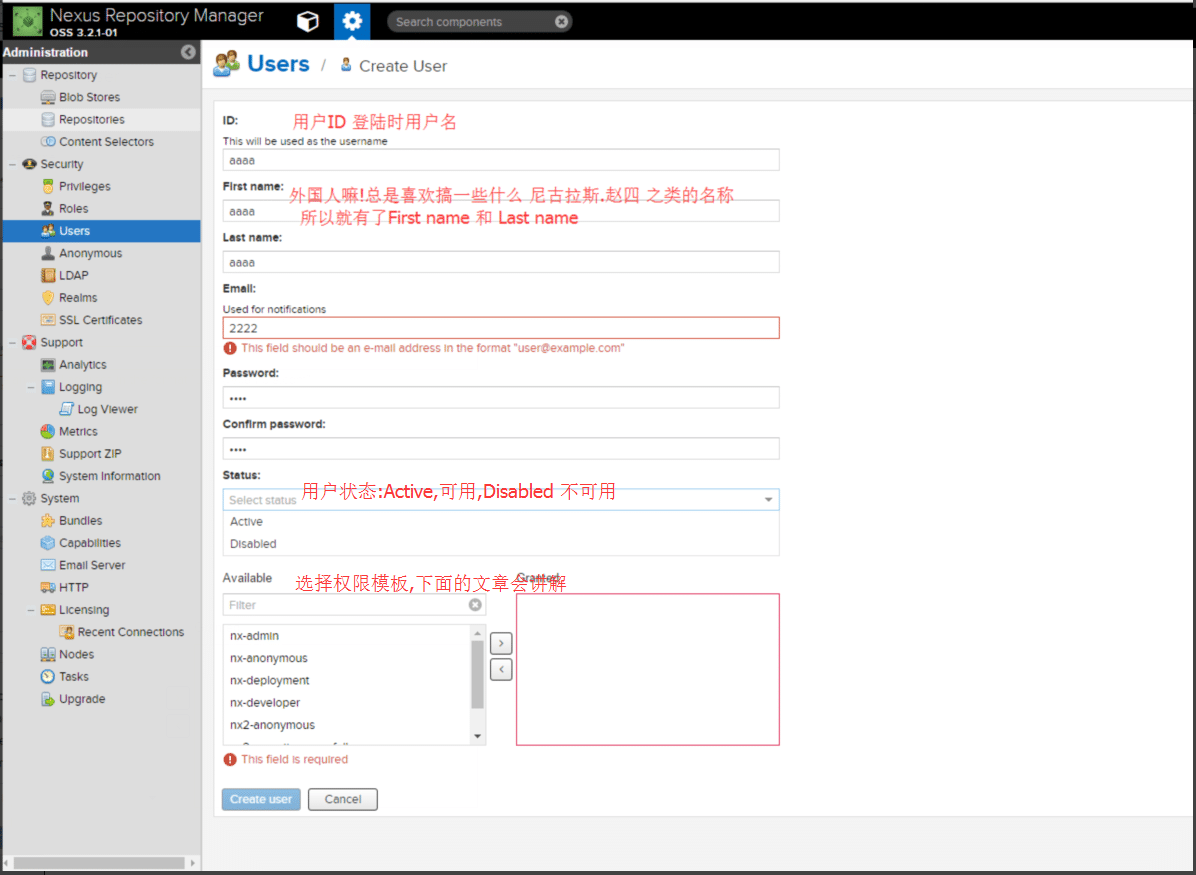 Nexus Repository Manager
OSS 3.2.1-01
Search components
Administration
Repository
Blob Stores
Repositories
Content Selectors
Security
Privileges
Roles
Users
Anonymous
LDAP
Realms
SSL Certificates
Support
Analytics
Logging
Log Viewer
Metrics
Support ZIP
System Information
System
Bundles
Capabilities
Email Server
HTTP
Licensing
Recent Connections
Nodes
Tasks
Upgrade
Users / Create User
ID:
用户ID 登陆时用户名
This will be used as the username
aaaa
First name:
外国人嘛!总是喜欢搞一些什么 尼古拉斯.赵四 之类的名称
aaaa
所以就有了First name 和 Last name
Last name:
aaaa
Email:
Used for notifications
2222
This field should be an e-mail address in the format "user@example.com"
Password:
••••
Confirm password:
••••
Status:
Select status
用户状态:Active,可用,Disabled 不可用
Active
Disabled
Available
Granted
选择权限模板,下面的文章会讲解
Filter
nx-admin
nx-anonymous
nx-deployment
nx-developer
nx2-anonymous
This field is required
Create user
Cancel